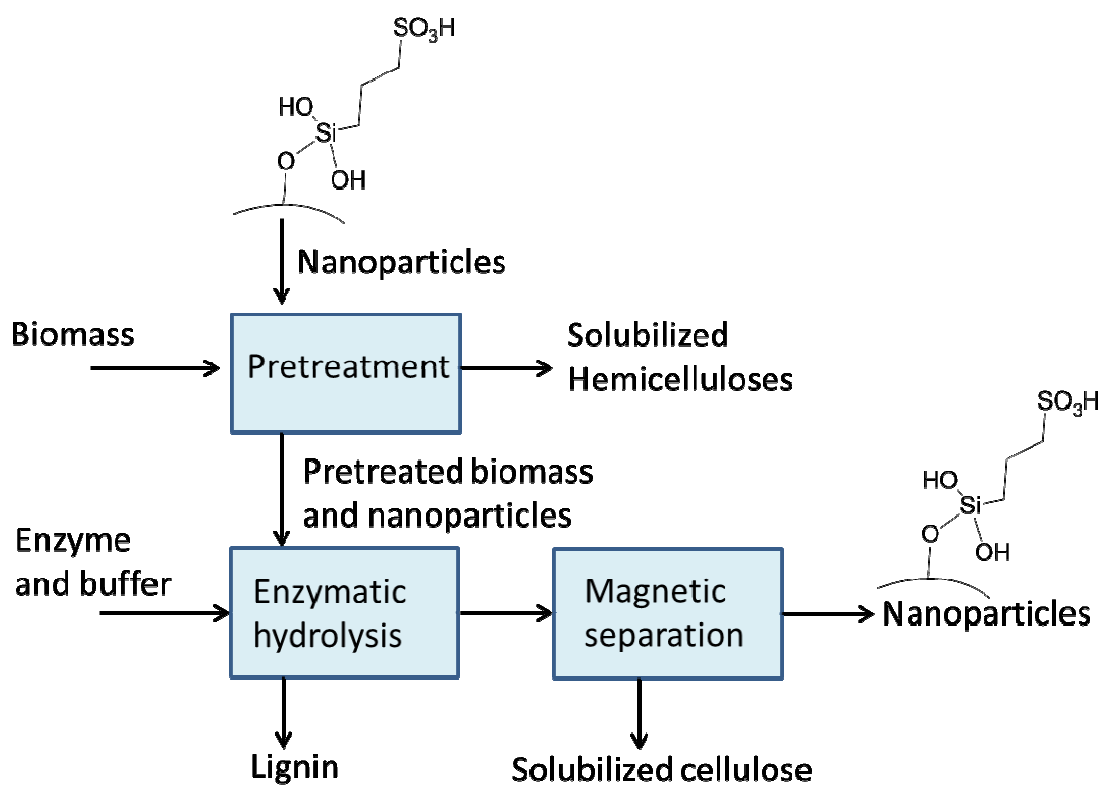 SO3H
HO
Si
O
OH
Nanoparticles
Biomass
Pretreatment
Solubilized
Hemicelluloses
SO3H
HO
Si
O
OH
Pretreated biomass
and nanoparticles
Enzyme
and buffer
Enzymatic
hydrolysis
Magnetic
separation
Nanoparticles
Lignin
Solubilized cellulose